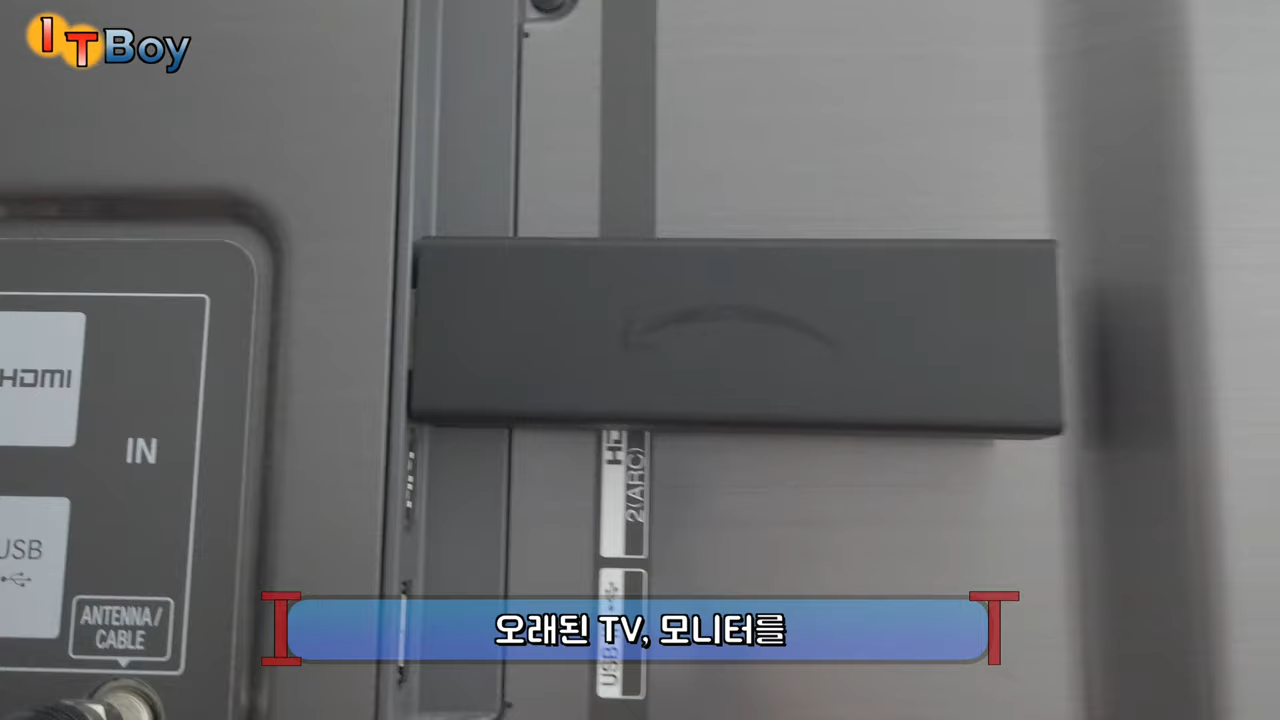 ITBoy
HDMI
IN
2(ARC)
USB
ANTENNA/
CABLE
오래된 TV, 모니터를
USB